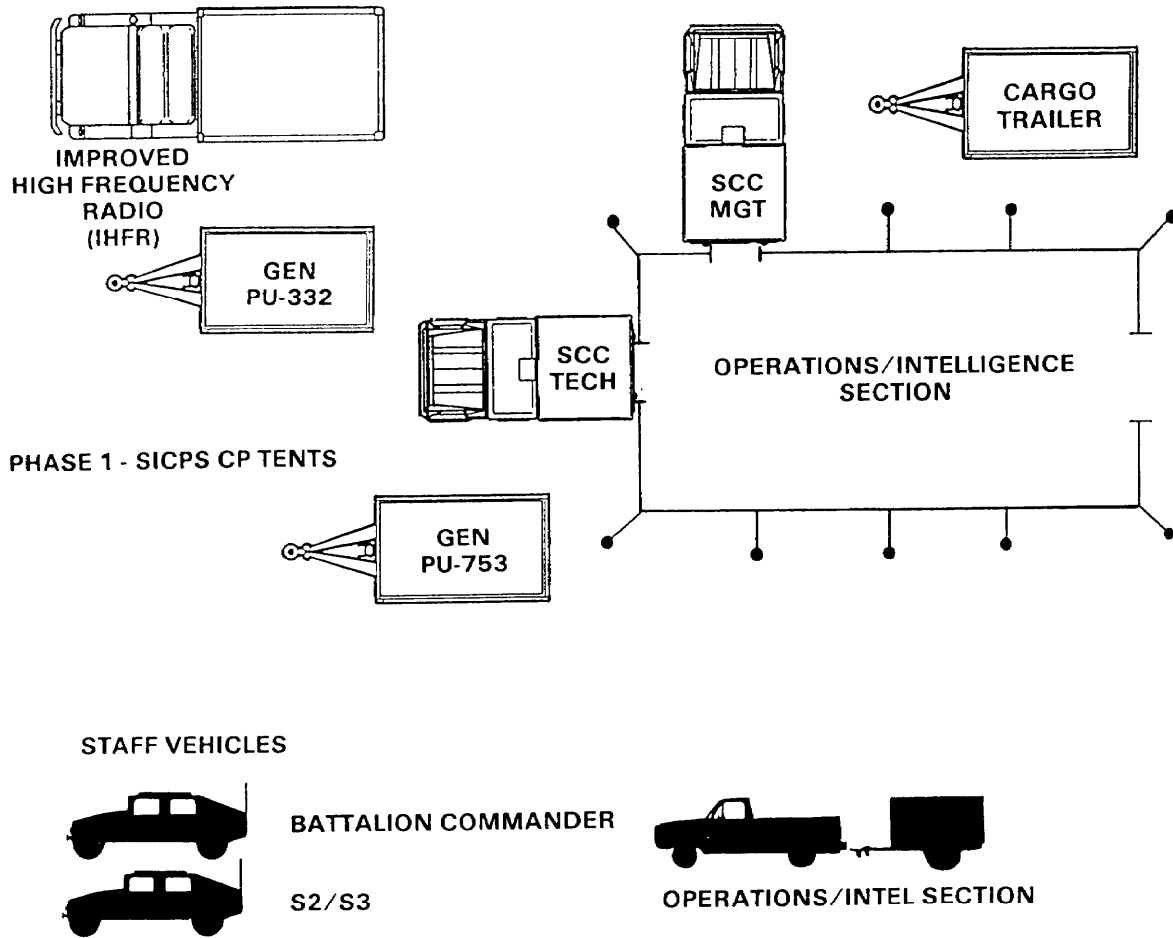 IMPROVED
HIGH FREQUENCY
RADIO
(IHFR)
SCC
MGT
CARGO
TRAILER
GEN
PU-332
SCC
TECH
OPERATIONS/INTELLIGENCE
SECTION
PHASE 1 - SICPS CP TENTS
GEN
PU-753
STAFF VEHICLES
BATTALION COMMANDER
S2/S3
OPERATIONS/INTEL SECTION